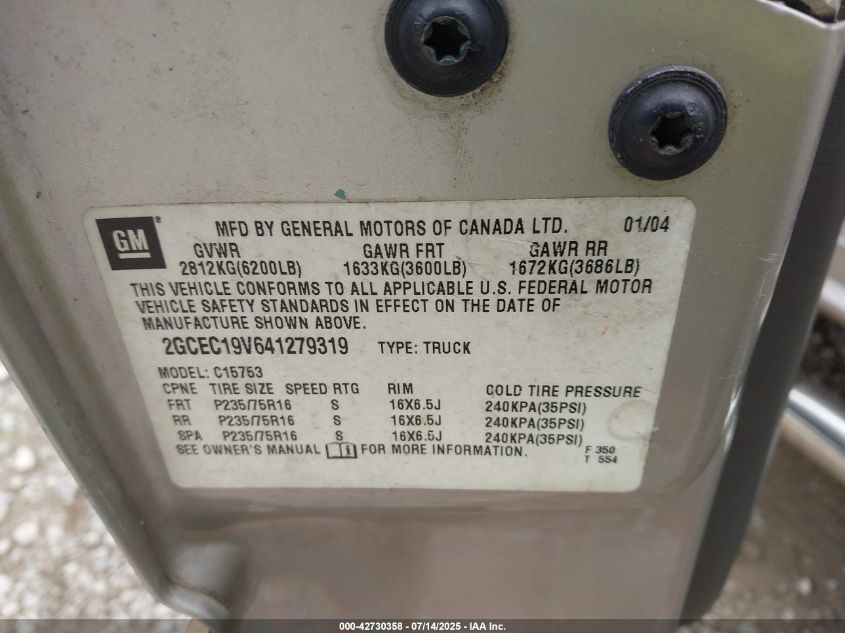 GM ®
MFD BY GENERAL MOTORS OF CANADA LTD. 01/04
GVWR GAWR FRT GAWR RR
2812KG(6200LB) 1633KG(3600LB) 1672KG(3686LB)
THIS VEHICLE CONFORMS TO ALL APPLICABLE U.S. FEDERAL MOTOR
VEHICLE SAFETY STANDARDS IN EFFECT ON THE DATE OF
MANUFACTURE SHOWN ABOVE.
2GCEC19V641279319 TYPE: TRUCK
MODEL: C15753
CPNE TIRE SIZE SPEED RTG RIM COLD TIRE PRESSURE
FRT P235/75R16 S 16X6.5J 240KPA(35PSI)
RR P235/75R16 S 16X6.5J 240KPA(35PSI)
SPA P235/75R16 S 16X6.5J 240KPA(35PSI)
SEE OWNER'S MANUAL FOR MORE INFORMATION. F 350
T 554
000-42730358 - 07/14/2025 - IAA Inc.